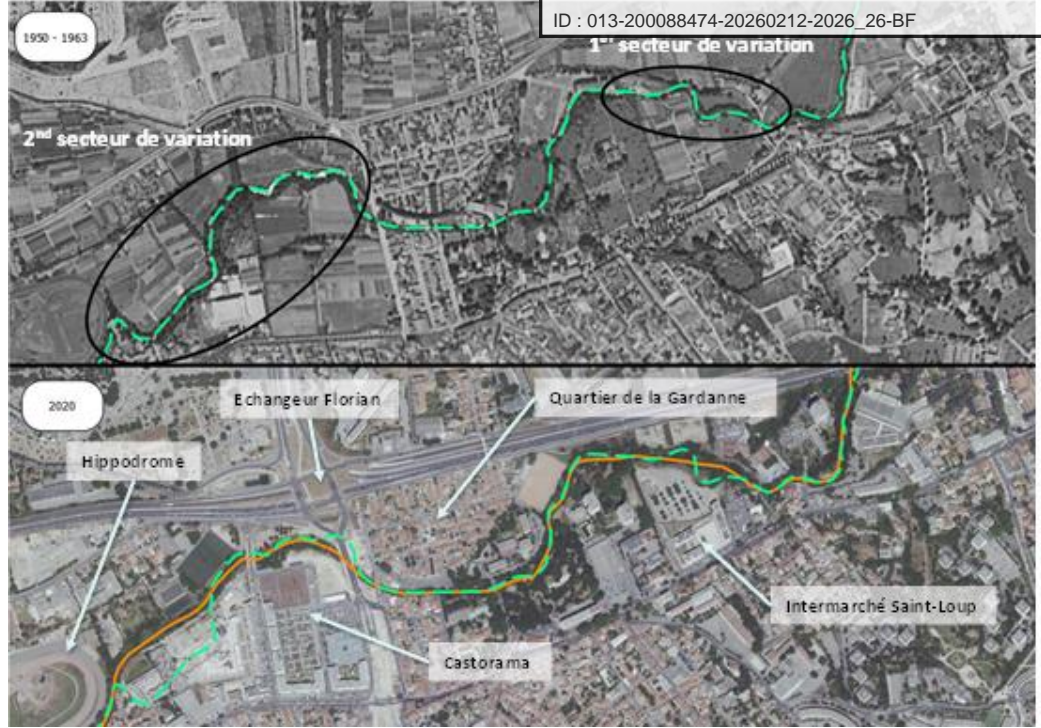 ID : 013-200088474-20260212-2026_26-BF
1950 - 1963
1er secteur de variation
2nd secteur de variation
2020
Echangeur Florian
Quartier de la Gardanne
Hippodrome
Intermarché Saint-Loup
Castorama